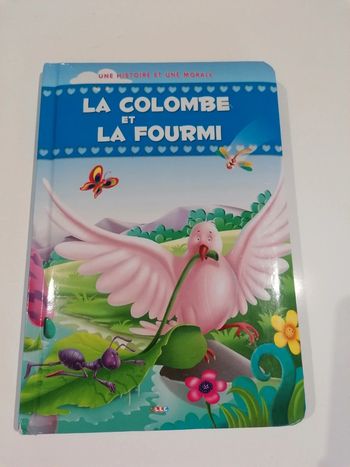 UNE HISTOIRE ET UNE MORALE
LA COLOMBE
ET
LA FOURMI